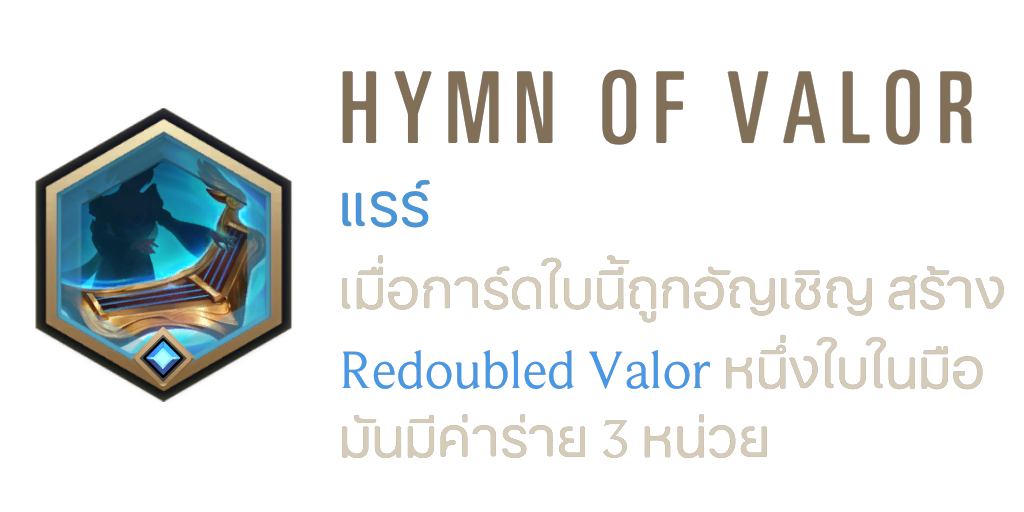 HYMN OF VALOR
แรร์
เมื่อการ์ดใบนี้ถูกอัญเชิญ สร้าง
Redoubled Valor หนึ่งใบในมือ
มันมีค่าร่าย 3 หน่วย